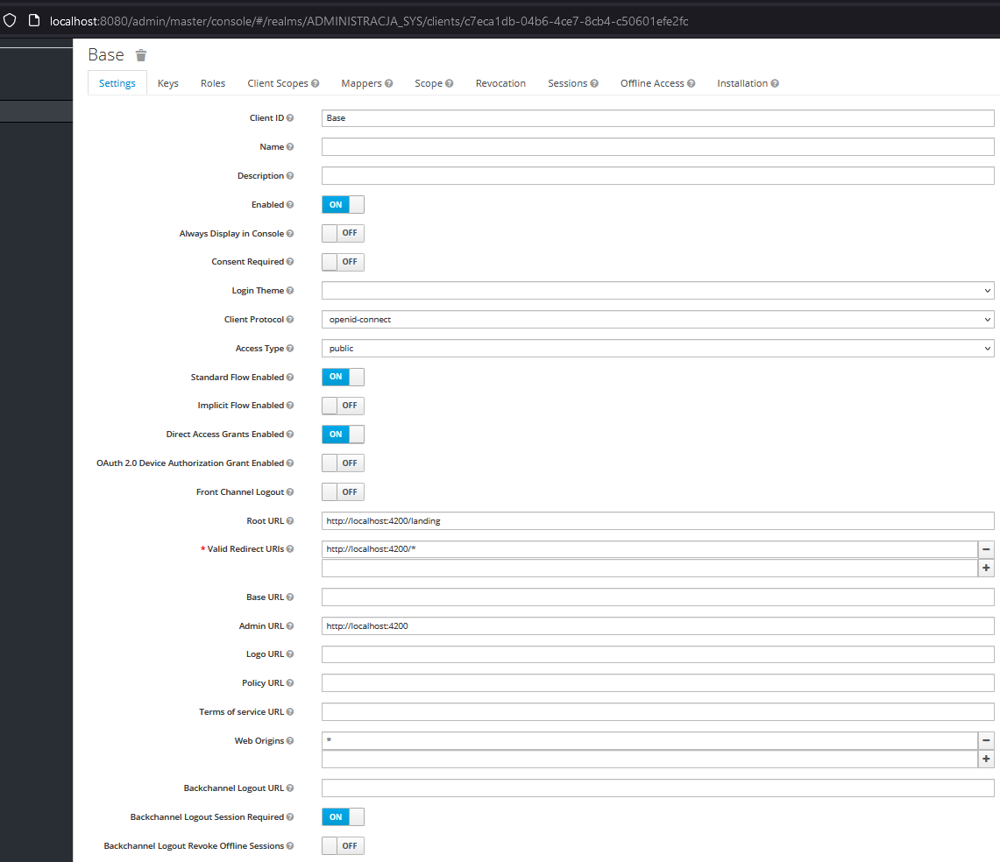 localhost:8080/admin/master/console/#/realms/ADMINISTRACJA_SYS/clients/c7eca1db-04b6-4ce7-8cb4-c50601efe2fc
Base
Settings Keys Roles Client Scopes Mappers Scope Revocation Sessions Offline Access Installation
Client ID Base
Name
Description
Enabled ON
Always Display in Console OFF
Consent Required OFF
Login Theme
Client Protocol openid-connect
Access Type public
Standard Flow Enabled ON
Implicit Flow Enabled OFF
Direct Access Grants Enabled ON
OAuth 2.0 Device Authorization Grant Enabled OFF
Front Channel Logout OFF
Root URL http://localhost:4200/landing
* Valid Redirect URIs http://localhost:4200/*
Base URL
Admin URL http://localhost:4200
Logo URL
Policy URL
Terms of service URL
Web Origins *
Backchannel Logout URL
Backchannel Logout Session Required ON
Backchannel Logout Revoke Offline Sessions OFF